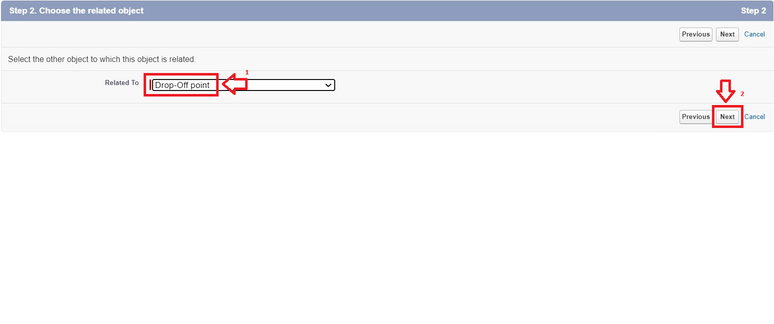 Step 2. Choose the related object
Step 2
Previous Next Cancel
Select the other object to which this object is related.
Related To Drop-Off point
1
2
Previous Next Cancel